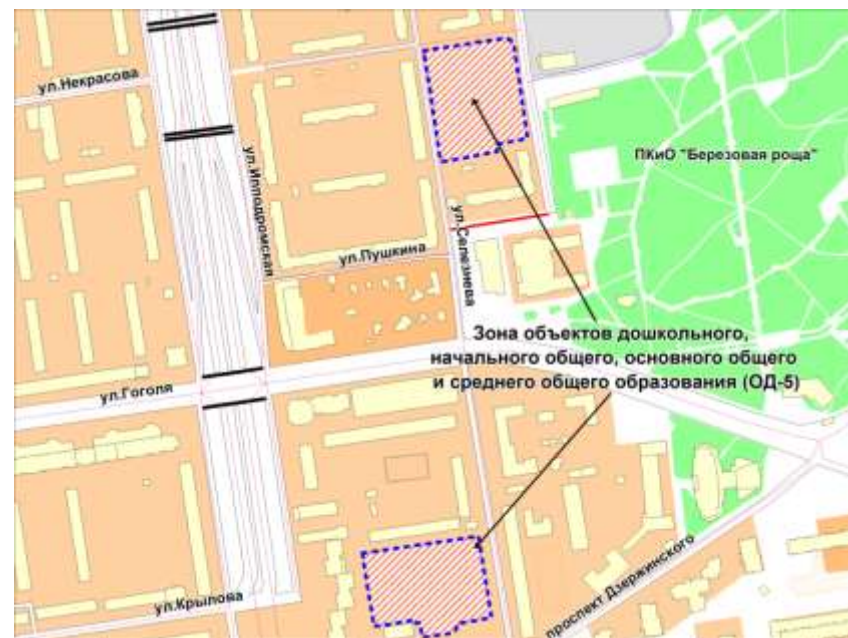 ул.Некрасова
ул.Ипподромская
ПКиО "Березовая роща"
ул.Селезнева
ул.Пушкина
Зона объектов дошкольного,
начального общего, основного общего
и среднего общего образования (ОД-5)
ул.Гоголя
проспект Дзержинского
ул.Крылова